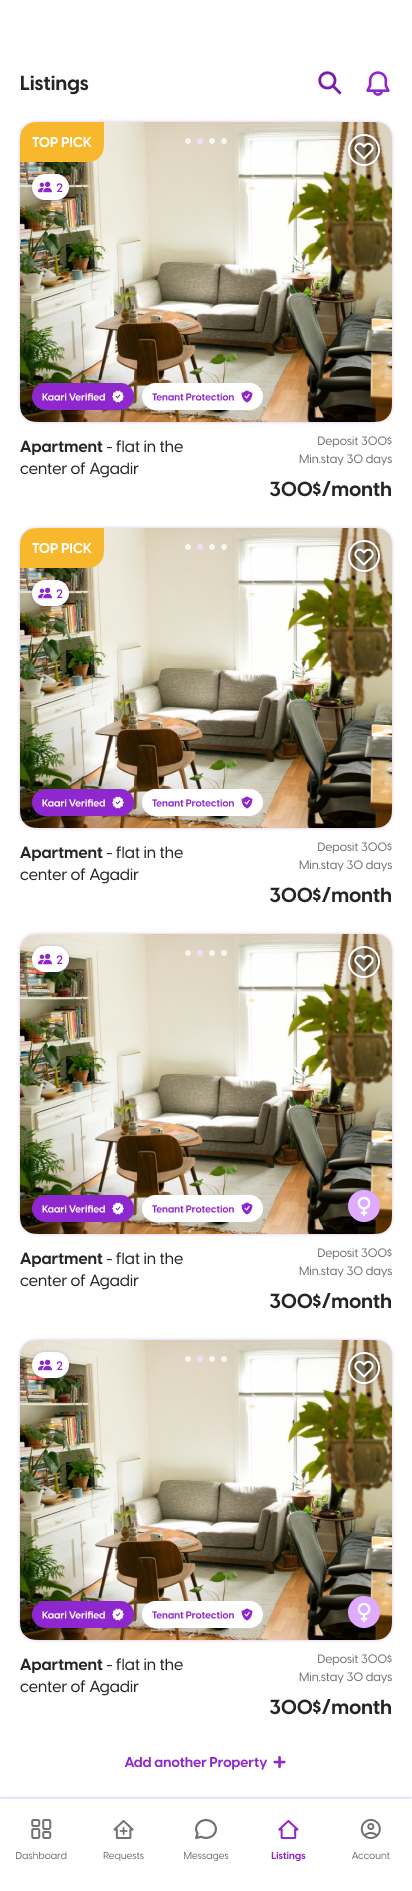 Listings
TOP PICK
2
Kaari Verified
Tenant Protection
Apartment - flat in the
center of Agadir
Deposit 300$
Min.stay 30 days
300$/month
TOP PICK
2
Kaari Verified
Tenant Protection
Apartment - flat in the
center of Agadir
Deposit 300$
Min.stay 30 days
300$/month
2
Kaari Verified
Tenant Protection
Apartment - flat in the
center of Agadir
Deposit 300$
Min.stay 30 days
300$/month
2
Kaari Verified
Tenant Protection
Apartment - flat in the
center of Agadir
Deposit 300$
Min.stay 30 days
300$/month
Add another Property +
Dashboard
Requests
Messages
Listings
Account